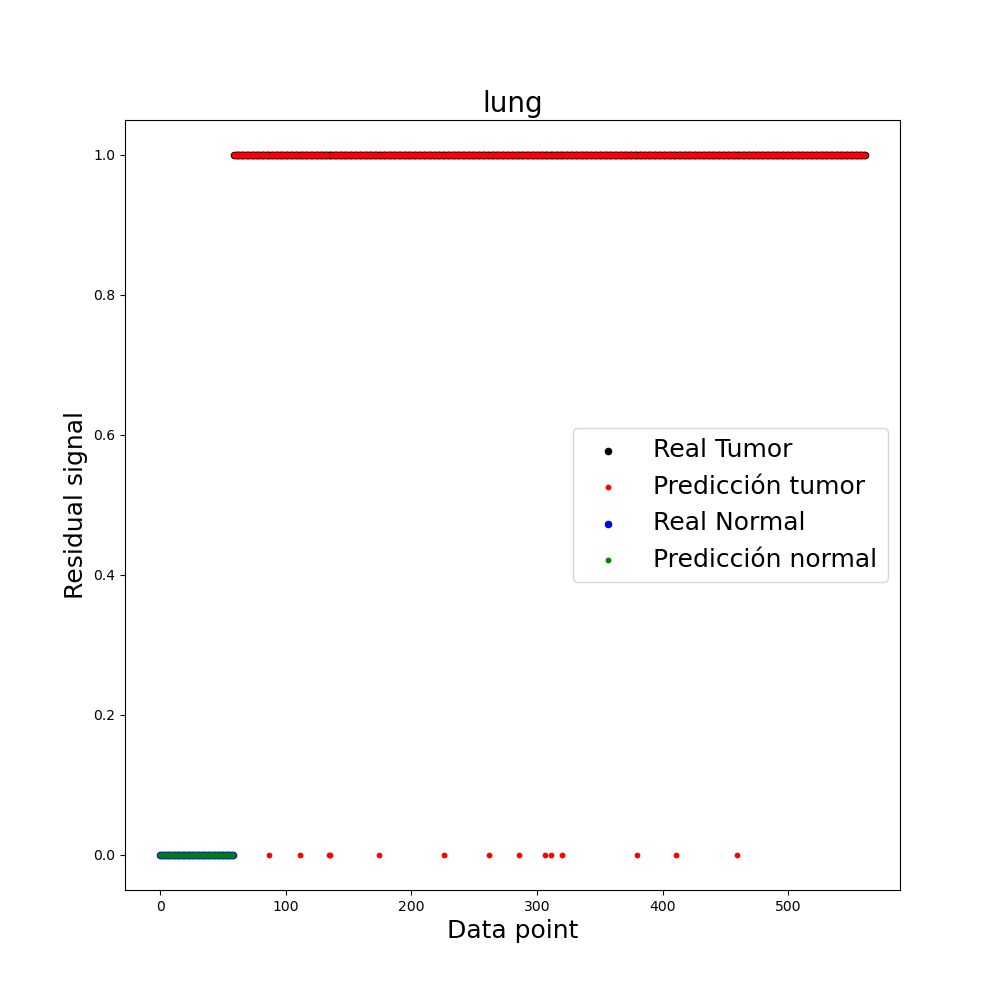 lung
1.0
0.8
0.6
0.4
0.2
0.0
Residual signal
Real Tumor
Predicción tumor
Real Normal
Predicción normal
0 100 200 300 400 500
Data point